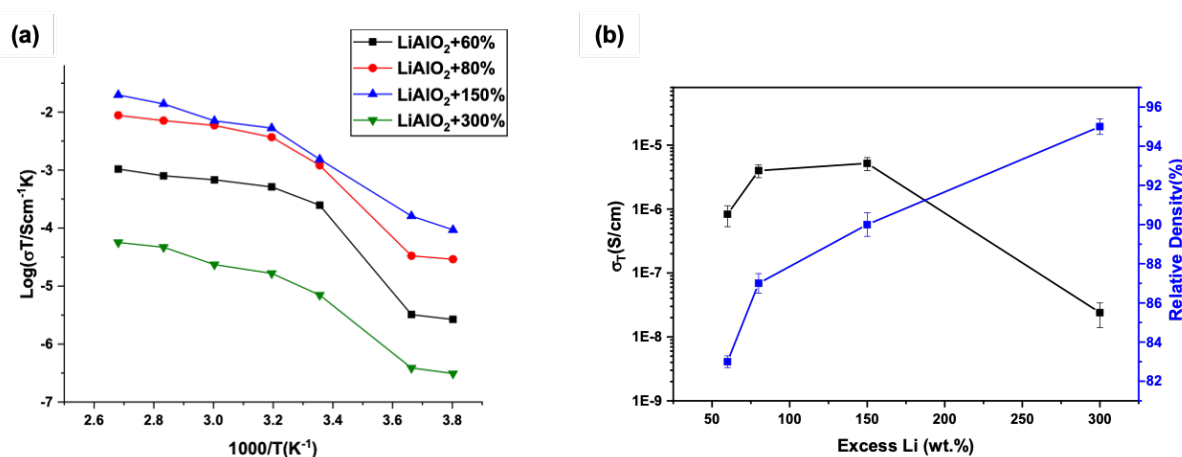 (a)
LiAlO₂+60%
LiAlO₂+80%
LiAlO₂+150%
LiAlO₂+300%
Log(σT/Scm⁻¹K)
-2
-3
-4
-5
-6
-7
2.6 2.8 3.0 3.2 3.4 3.6 3.8
1000/T(K⁻¹)
(b)
σ_T(S/cm)
1E-5
1E-6
1E-7
1E-8
1E-9
50 100 150 200 250 300
Excess Li (wt.%)
96
94
92
90
88
86
84
82
Relative Density(%)